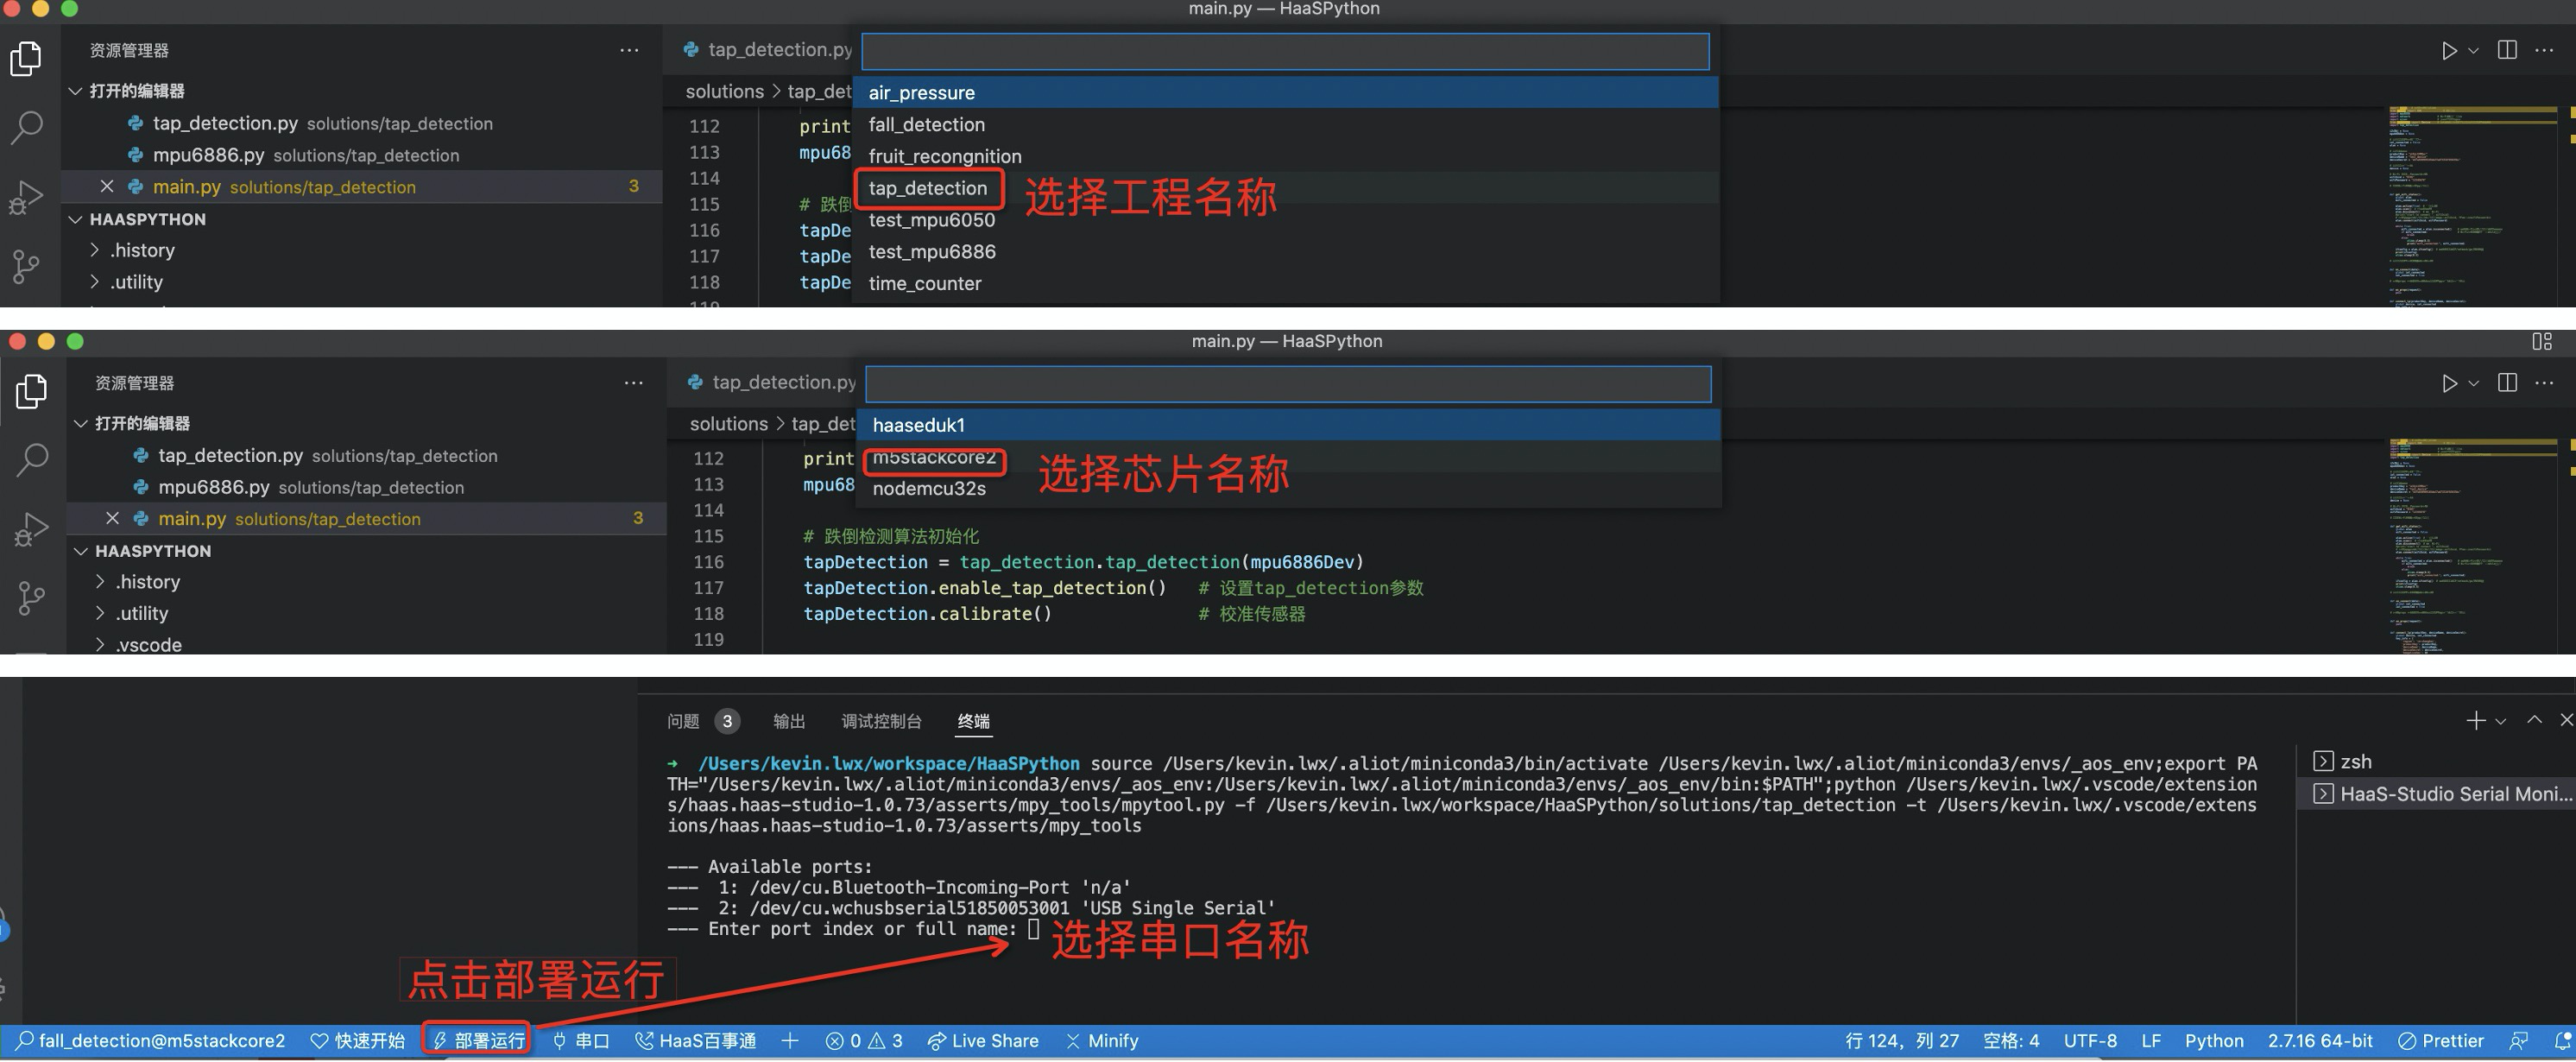 main.py — HaaSPython
资源管理器 ...
打开的编辑器
tap_detection.py solutions/tap_detection
mpu6886.py solutions/tap_detection
main.py solutions/tap_detection 3
HAASPYTHON
.history
.utility
tap_detection.py
solutions > tap_det
air_pressure
fall_detection
fruit_recongnition
tap_detection 选择工程名称
test_mpu6050
test_mpu6886
time_counter
112 print
113 mpu68
114
115 # 跌倒
116 tapDe
117 tapDe
118 tapDe
119
main.py — HaaSPython
资源管理器 ...
打开的编辑器
tap_detection.py solutions/tap_detection
mpu6886.py solutions/tap_detection
main.py solutions/tap_detection 3
HAASPYTHON
.history
.utility
.vscode
tap_detection.py
solutions > tap_det
haaseduk1
m5stackcore2 选择芯片名称
nodemcu32s
112 print
113 mpu68
114
115 # 跌倒检测算法初始化
116 tapDetection = tap_detection.tap_detection(mpu6886Dev)
117 tapDetection.enable_tap_detection() # 设置tap_detection参数
118 tapDetection.calibrate() # 校准传感器
119
问题 3 输出 调试控制台 终端
→ /Users/kevin.lwx/workspace/HaaSPython source /Users/kevin.lwx/.aliot/miniconda3/bin/activate /Users/kevin.lwx/.aliot/miniconda3/envs/_aos_env;export PA
TH="/Users/kevin.lwx/.aliot/miniconda3/envs/_aos_env:/Users/kevin.lwx/.aliot/miniconda3/envs/_aos_env/bin:$PATH";python /Users/kevin.lwx/.vscode/extension
s/haas.haas-studio-1.0.73/asserts/mpy_tools/mpytool.py -f /Users/kevin.lwx/workspace/HaaSPython/solutions/tap_detection -t /Users/kevin.lwx/.vscode/extens
ions/haas.haas-studio-1.0.73/asserts/mpy_tools
--- Available ports:
--- 1: /dev/cu.Bluetooth-Incoming-Port 'n/a'
--- 2: /dev/cu.wchusbserial51850053001 'USB Single Serial'
--- Enter port index or full name: 选择串口名称
zsh
HaaS-Studio Serial Moni...
点击部署运行
fall_detection@m5stackcore2 快速开始 部署运行 串口 HaaS百事通 0 3 Live Share Minify 行 124, 列 27 空格: 4 UTF-8 LF Python 2.7.16 64-bit Prettier